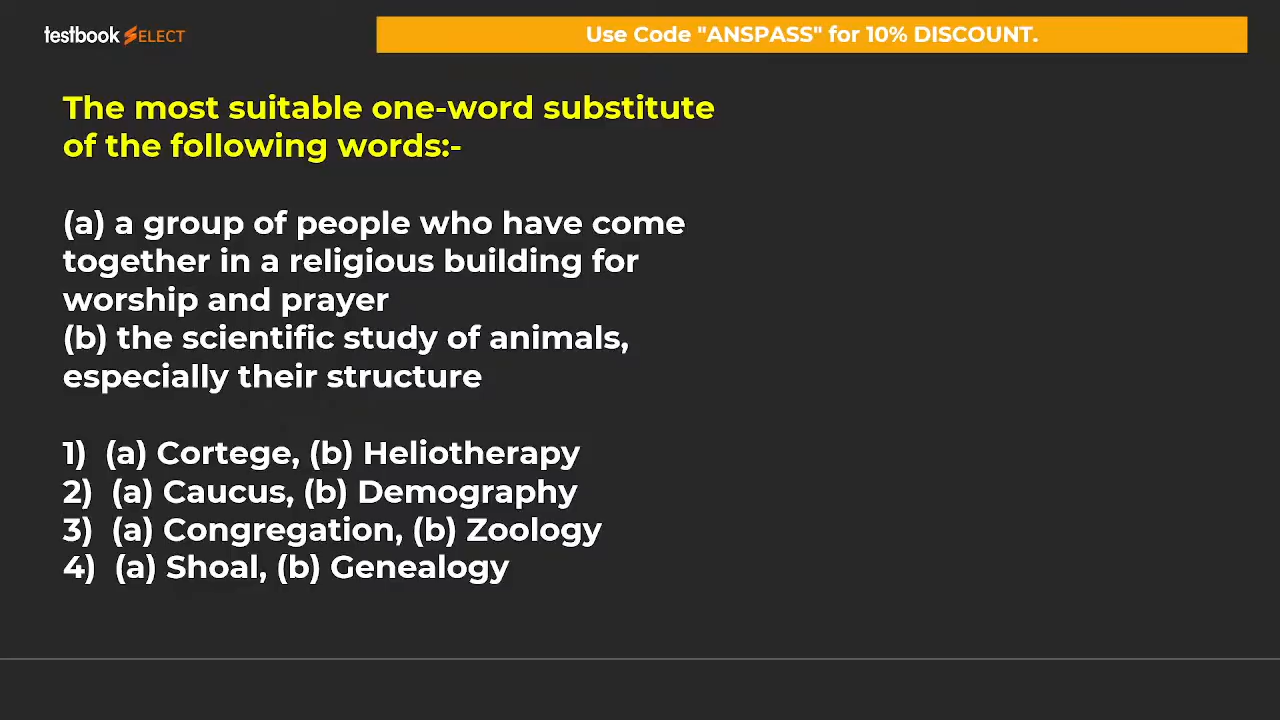 testbook SELECT
Use Code "ANSPASS" for 10% DISCOUNT.
The most suitable one-word substitute
of the following words:-
(a) a group of people who have come
together in a religious building for
worship and prayer
(b) the scientific study of animals,
especially their structure
1) (a) Cortege, (b) Heliotherapy
2) (a) Caucus, (b) Demography
3) (a) Congregation, (b) Zoology
4) (a) Shoal, (b) Genealogy